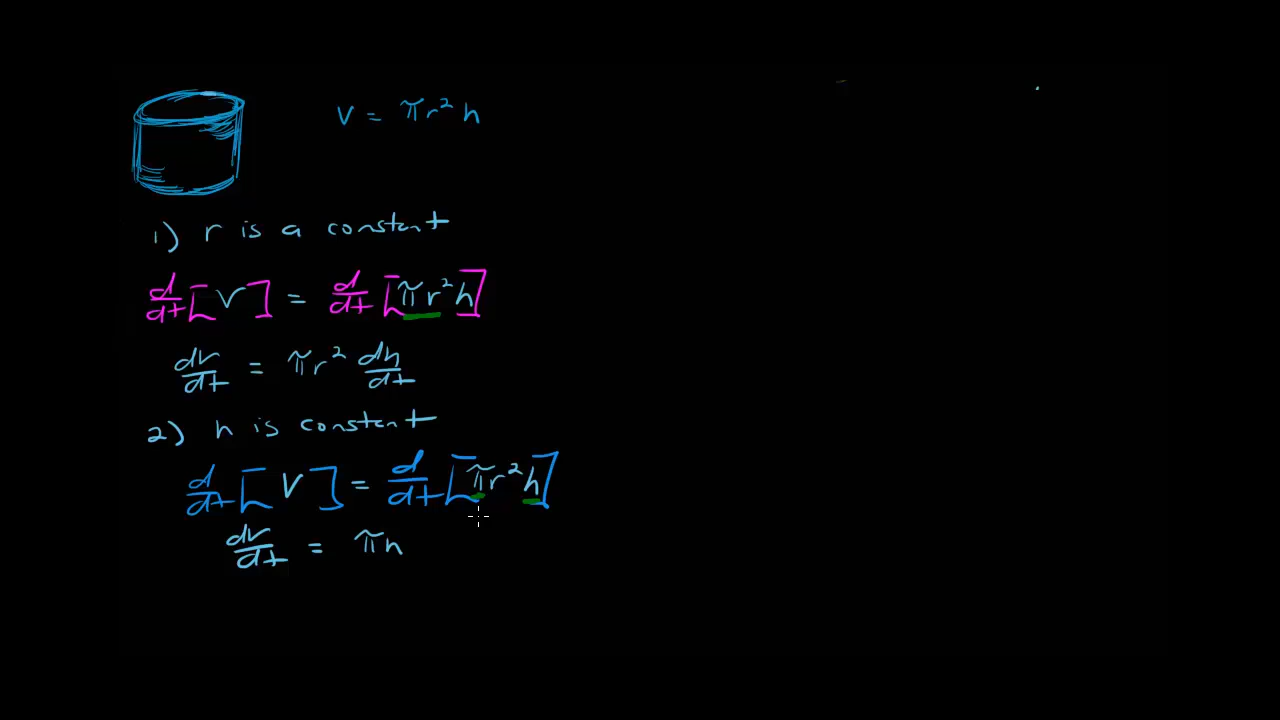 V = πr²h
1) r is a constant
d/dt [V] = d/dt [πr²h]
dv/dt = πr² dh/dt
2) h is constant
d/dt [V] = d/dt [πr²h]
dv/dt = πh